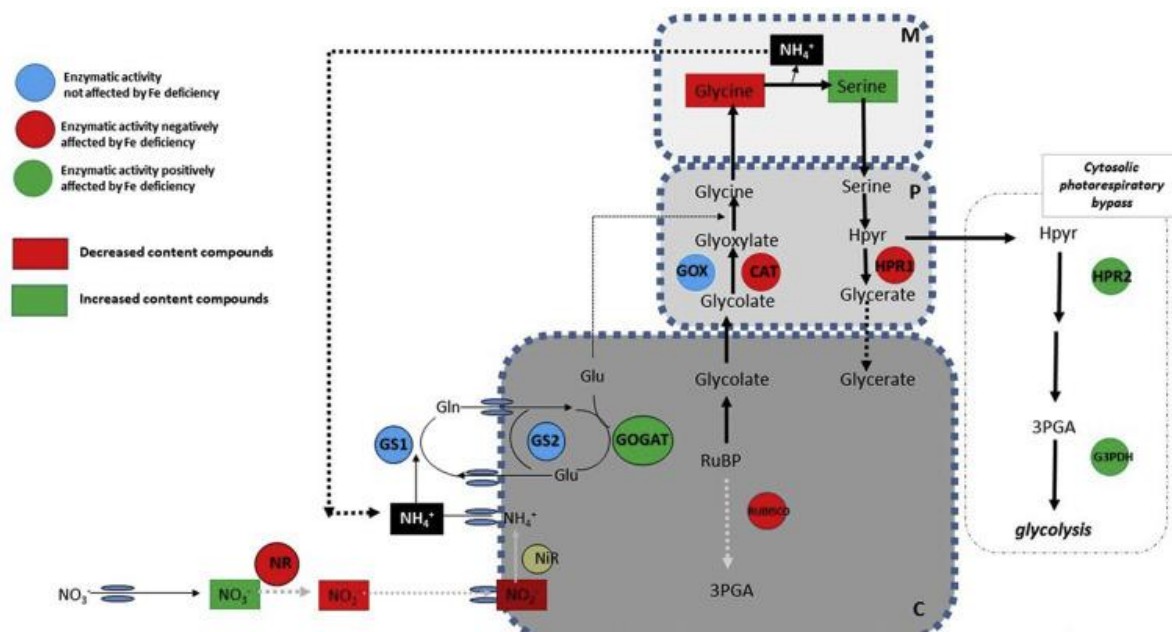 Enzymatic activity
not affected by Fe deficiency
Enzymatic activity negatively
affected by Fe deficiency
Enzymatic activity positively
affected by Fe deficiency
Decreased content compounds
Increased content compounds
M
NH₄⁺
Glycine
Serine
P
Glycine
Serine
Glyoxylate
Hpyr
GOX
CAT
HPR1
Glycolate
Glycerate
Cytosolic
photorespiratory
bypass
Hpyr
HPR2
3PGA
G3PDH
glycolysis
Glu
Glycolate
Glycerate
Gln
GS1
GS2
GOGAT
Glu
RuBP
RUBISCO
NH₄⁺
NH₄⁺
NiR
NR
NO₃⁻
NO₃⁻
NO₂⁻
NO₂⁻
3PGA
C